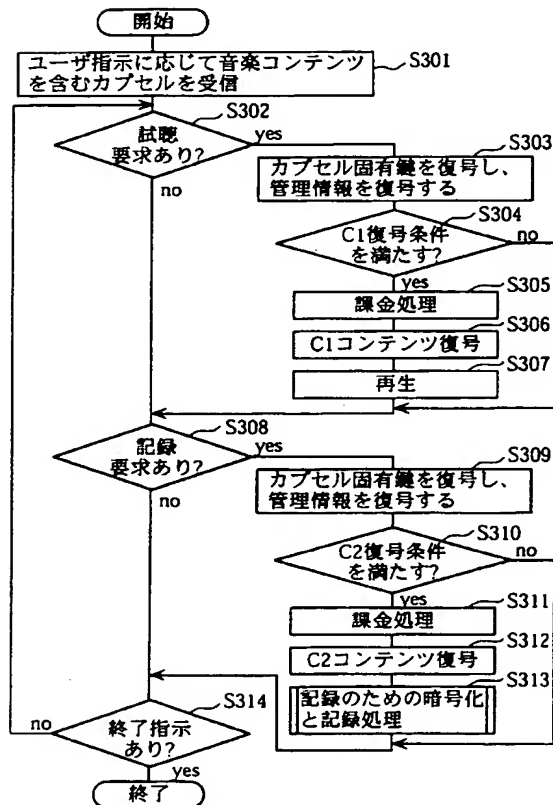 開始
ユーザ指示に応じて音楽コンテンツ
を含むカプセルを受信
S301
S302
試聴
要求あり?
yes
no
S303
カプセル固有鍵を復号し、
管理情報を復号する
S304
C1復号条件
を満たす?
no
yes
S305
課金処理
S306
C1コンテンツ復号
S307
再生
S308
記録
要求あり?
yes
no
S309
カプセル固有鍵を復号し、
管理情報を復号する
S310
C2復号条件
を満たす?
no
yes
S311
課金処理
S312
C2コンテンツ復号
S313
記録のための暗号化
と記録処理
S314
終了指示
あり?
no
yes
終了